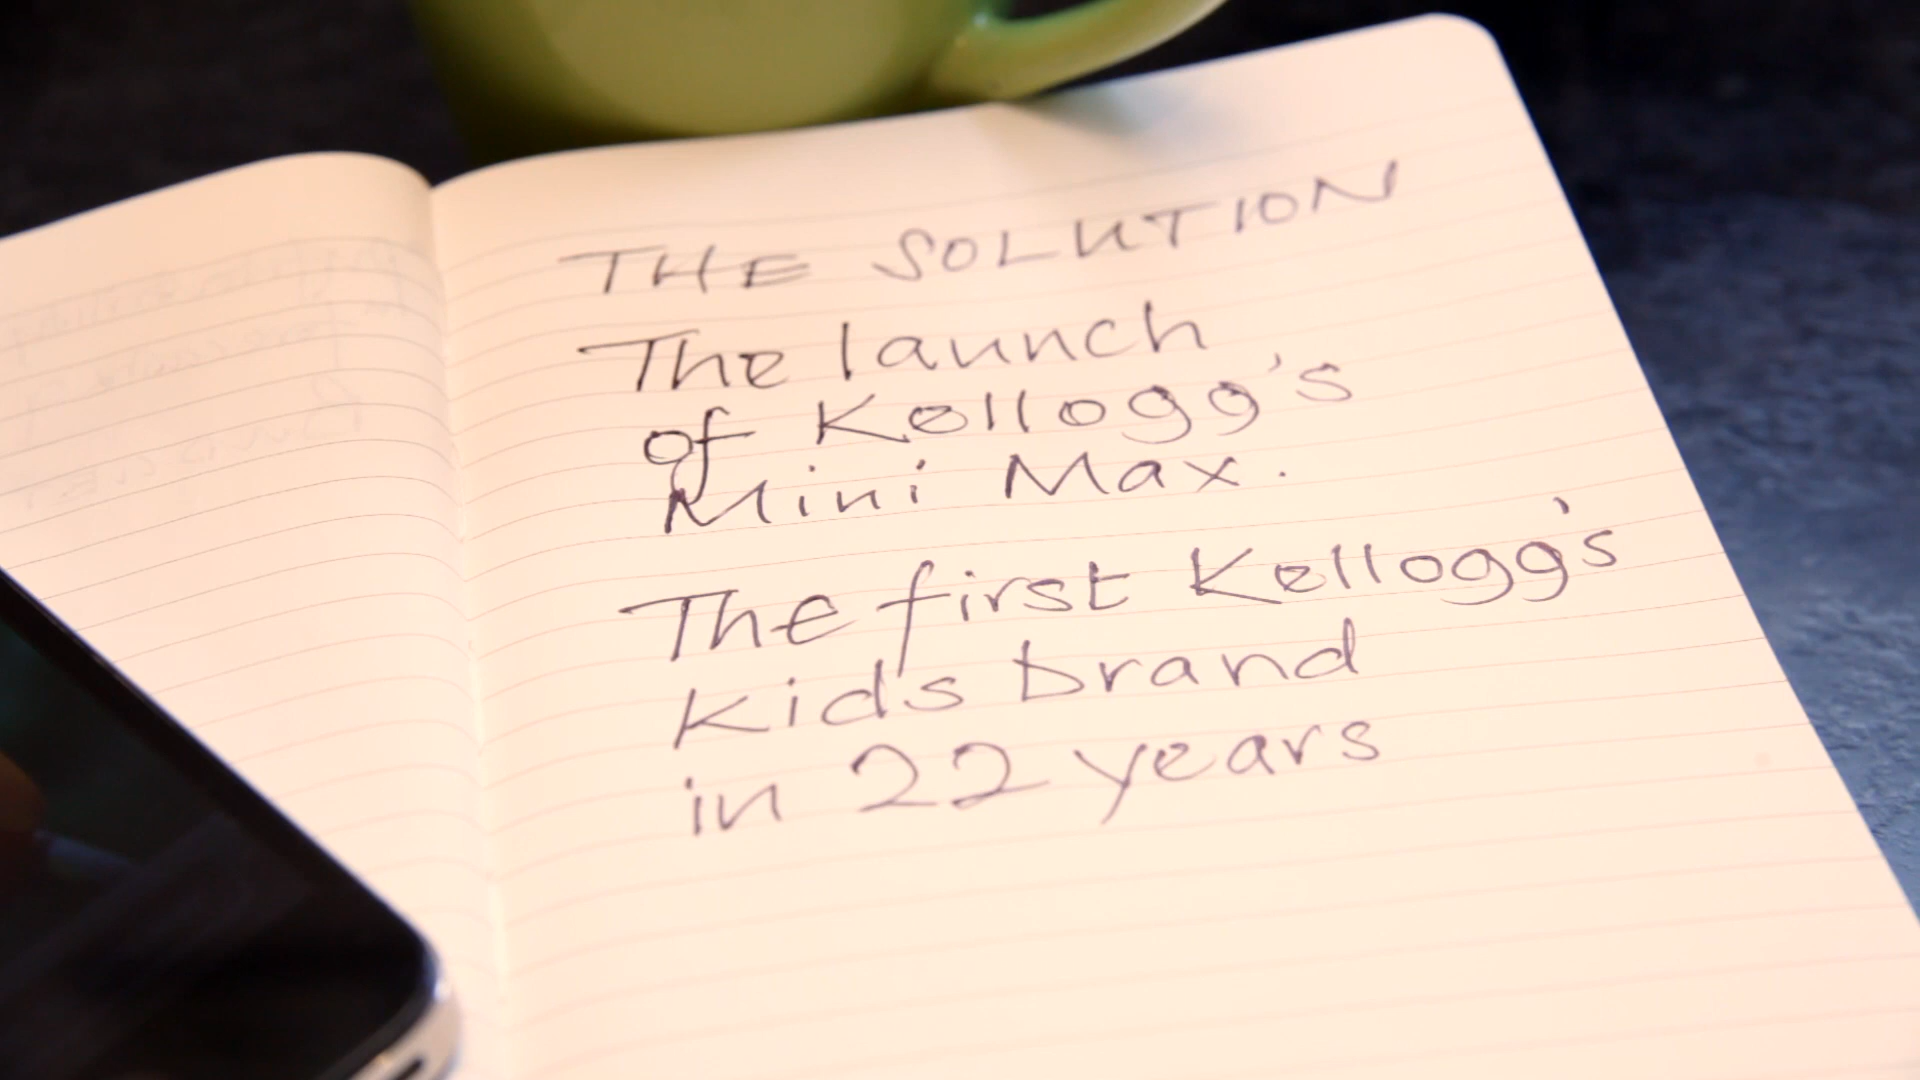 THE SOLUTION
The launch
of Kellogg's
Mini Max.
The first Kellogg's
Kids brand
in 22 years